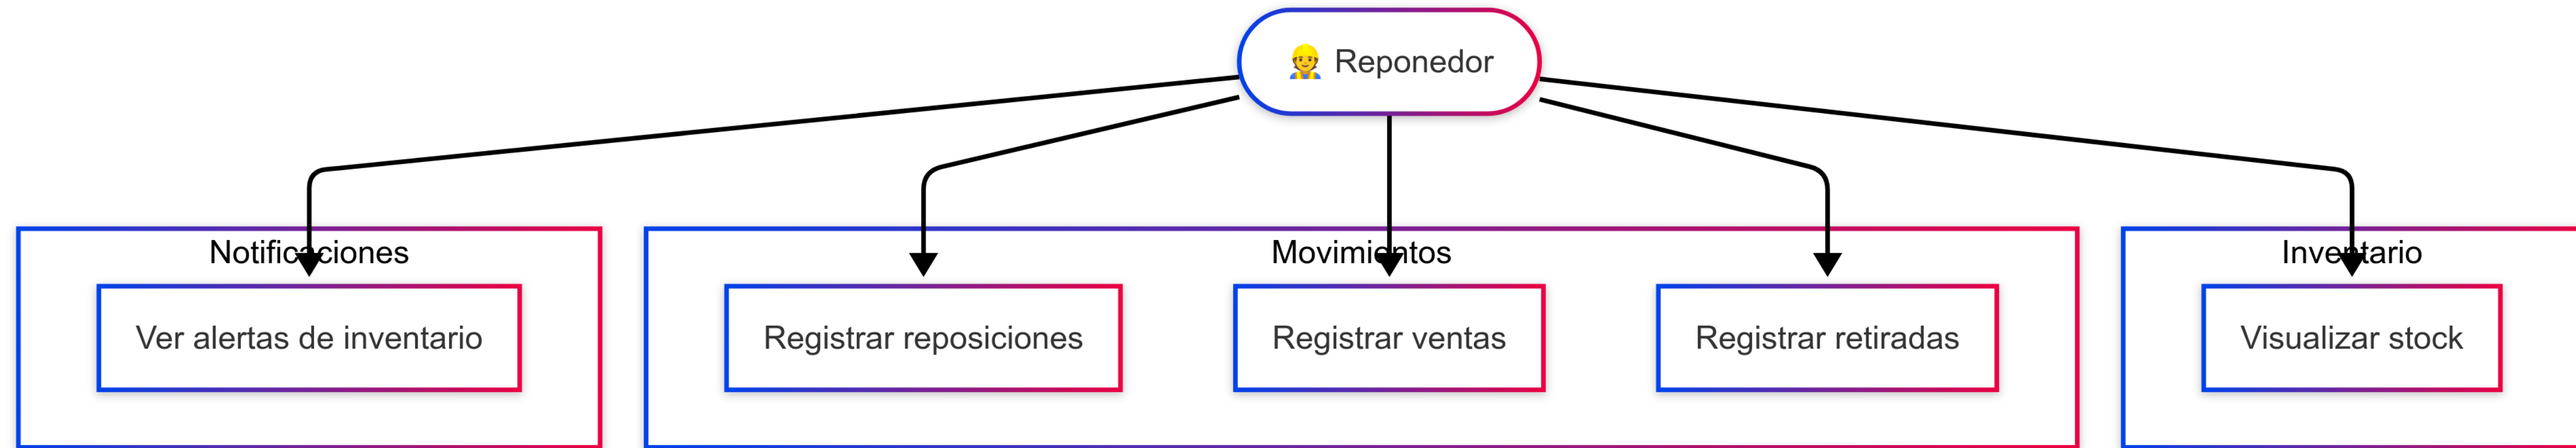 👷 Reponedor
Notificaciones
Movimientos
Inventario
Ver alertas de inventario
Registrar reposiciones
Registrar ventas
Registrar retiradas
Visualizar stock